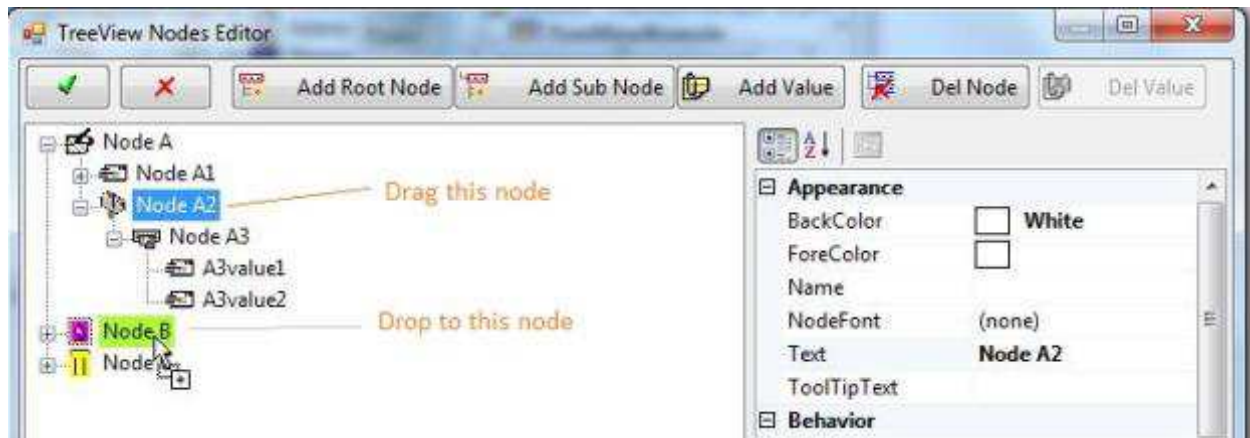 TreeView Nodes Editor
Add Root Node Add Sub Node Add Value Del Node Del Value
Node A
Node A1
Node A2
Drag this node
Node A3
A3value1
A3value2
Node B
Drop to this node
Node
Appearance
BackColor White
ForeColor
Name
NodeFont (none)
Text Node A2
ToolTipText
Behavior